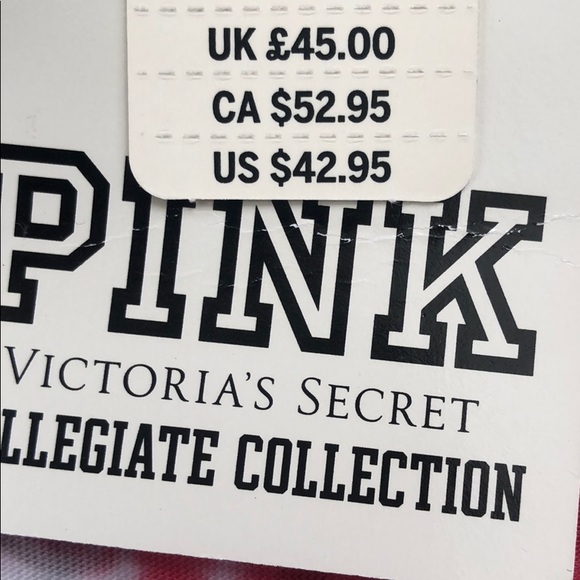 UK £45.00
CA $52.95
US $42.95
PINK
VICTORIA'S SECRET
LLEGIATE COLLECTION